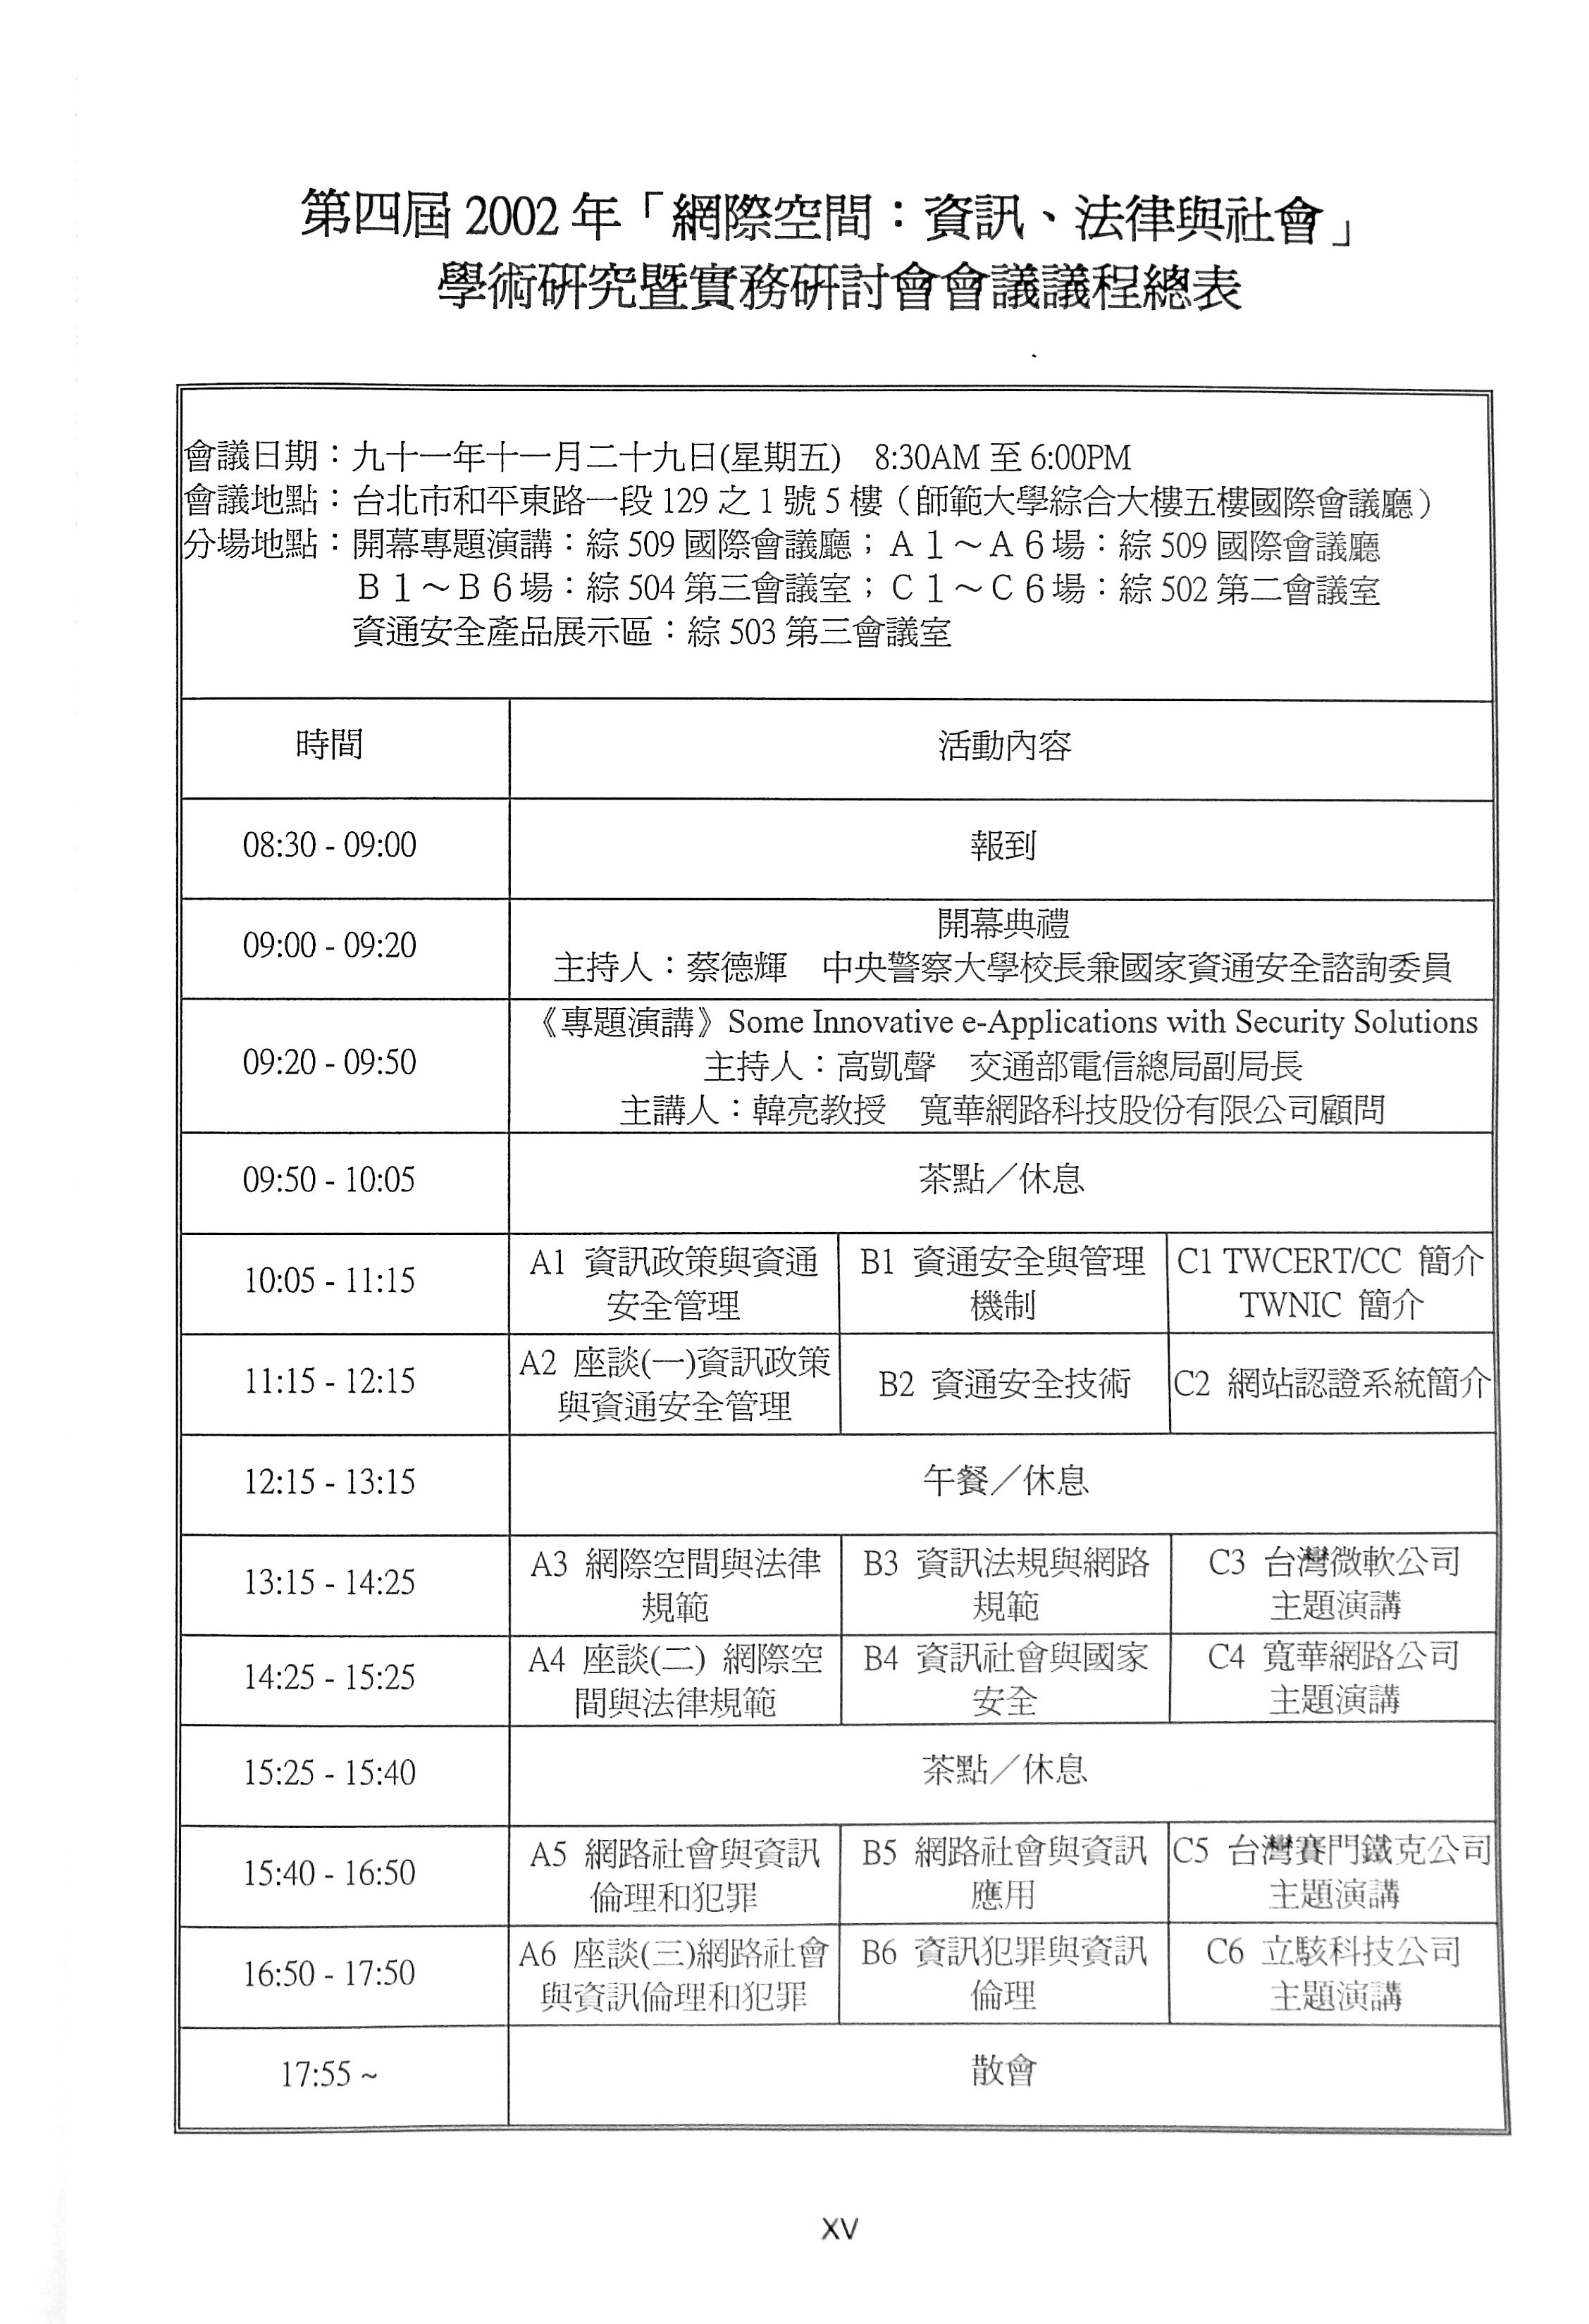 第四屆 2002 年「網際空間：資訊、法律與社會」
學術研究暨實務研討會會議議程總表
會議日期：九十一年十一月二十九日(星期五)　8:30AM 至 6:00PM
會議地點：台北市和平東路一段 129 之 1 號 5 樓（師範大學綜合大樓五樓國際會議廳）
分場地點：開幕專題演講：綜 509 國際會議廳；Ａ１～Ａ６場：綜 509 國際會議廳
Ｂ１～Ｂ６場：綜 504 第三會議室；Ｃ１～Ｃ６場：綜 502 第二會議室
資通安全產品展示區：綜 503 第三會議室
時間
活動內容
08:30 - 09:00
報到
09:00 - 09:20
開幕典禮
主持人：蔡德輝　中央警察大學校長兼國家資通安全諮詢委員
09:20 - 09:50
《專題演講》Some Innovative e-Applications with Security Solutions
主持人：高凱聲　交通部電信總局副局長
主講人：韓亮教授　寬華網路科技股份有限公司顧問
09:50 - 10:05
茶點／休息
10:05 - 11:15
A1 資訊政策與資通
安全管理
B1 資通安全與管理
機制
C1 TWCERT/CC 簡介
TWNIC 簡介
11:15 - 12:15
A2 座談(一)資訊政策
與資通安全管理
B2 資通安全技術
C2 網站認證系統簡介
12:15 - 13:15
午餐／休息
13:15 - 14:25
A3 網際空間與法律
規範
B3 資訊法規與網路
規範
C3 台灣微軟公司
主題演講
14:25 - 15:25
A4 座談(二) 網際空
間與法律規範
B4 資訊社會與國家
安全
C4 寬華網路公司
主題演講
15:25 - 15:40
茶點／休息
15:40 - 16:50
A5 網路社會與資訊
倫理和犯罪
B5 網路社會與資訊
應用
C5 台灣賽門鐵克公司
主題演講
16:50 - 17:50
A6 座談(三)網路社會
與資訊倫理和犯罪
B6 資訊犯罪與資訊
倫理
C6 立駭科技公司
主題演講
17:55 ~
散會
XV